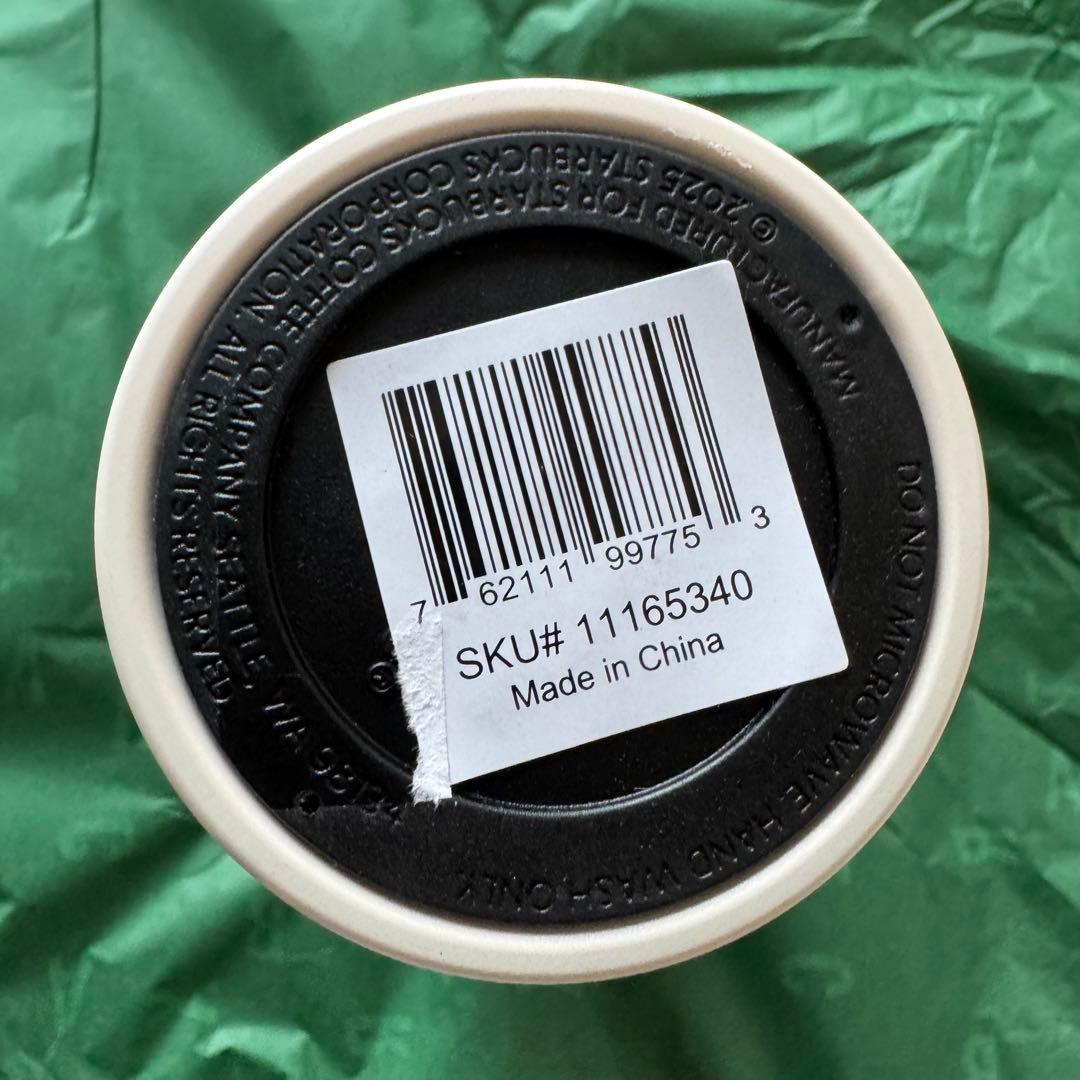 7 62111 99775 3
SKU# 11165340
Made in China
MANUFACTURED FOR STARBUCKS COFFEE COMPANY SEATTLE, WA 98134
© 2025 STARBUCKS CORPORATION. ALL RIGHTS RESERVED.
DO NOT MICROWAVE. HAND WASH ONLY.